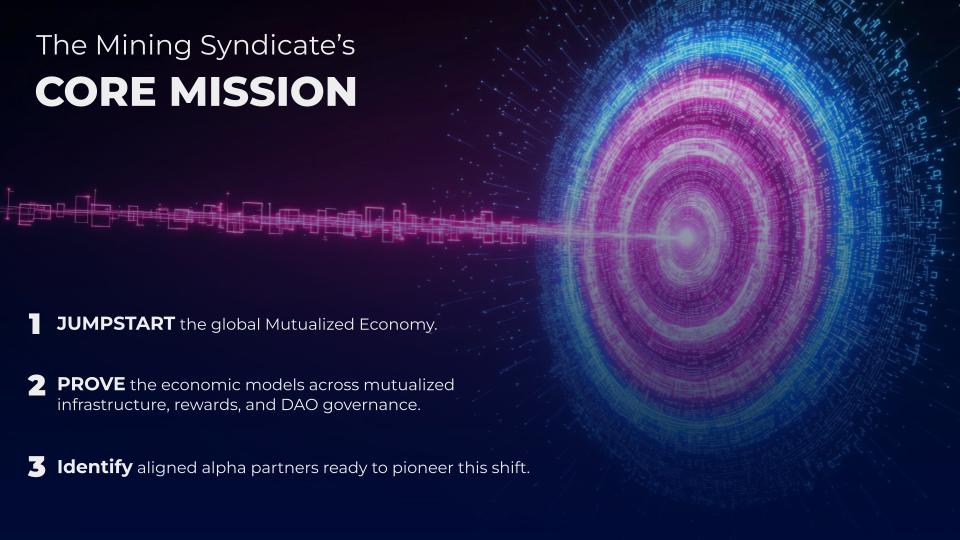 The Mining Syndicate’s
CORE MISSION
1 JUMPSTART the global Mutualized Economy.
2 PROVE the economic models across mutualized
infrastructure, rewards, and DAO governance.
3 Identify aligned alpha partners ready to pioneer this shift.